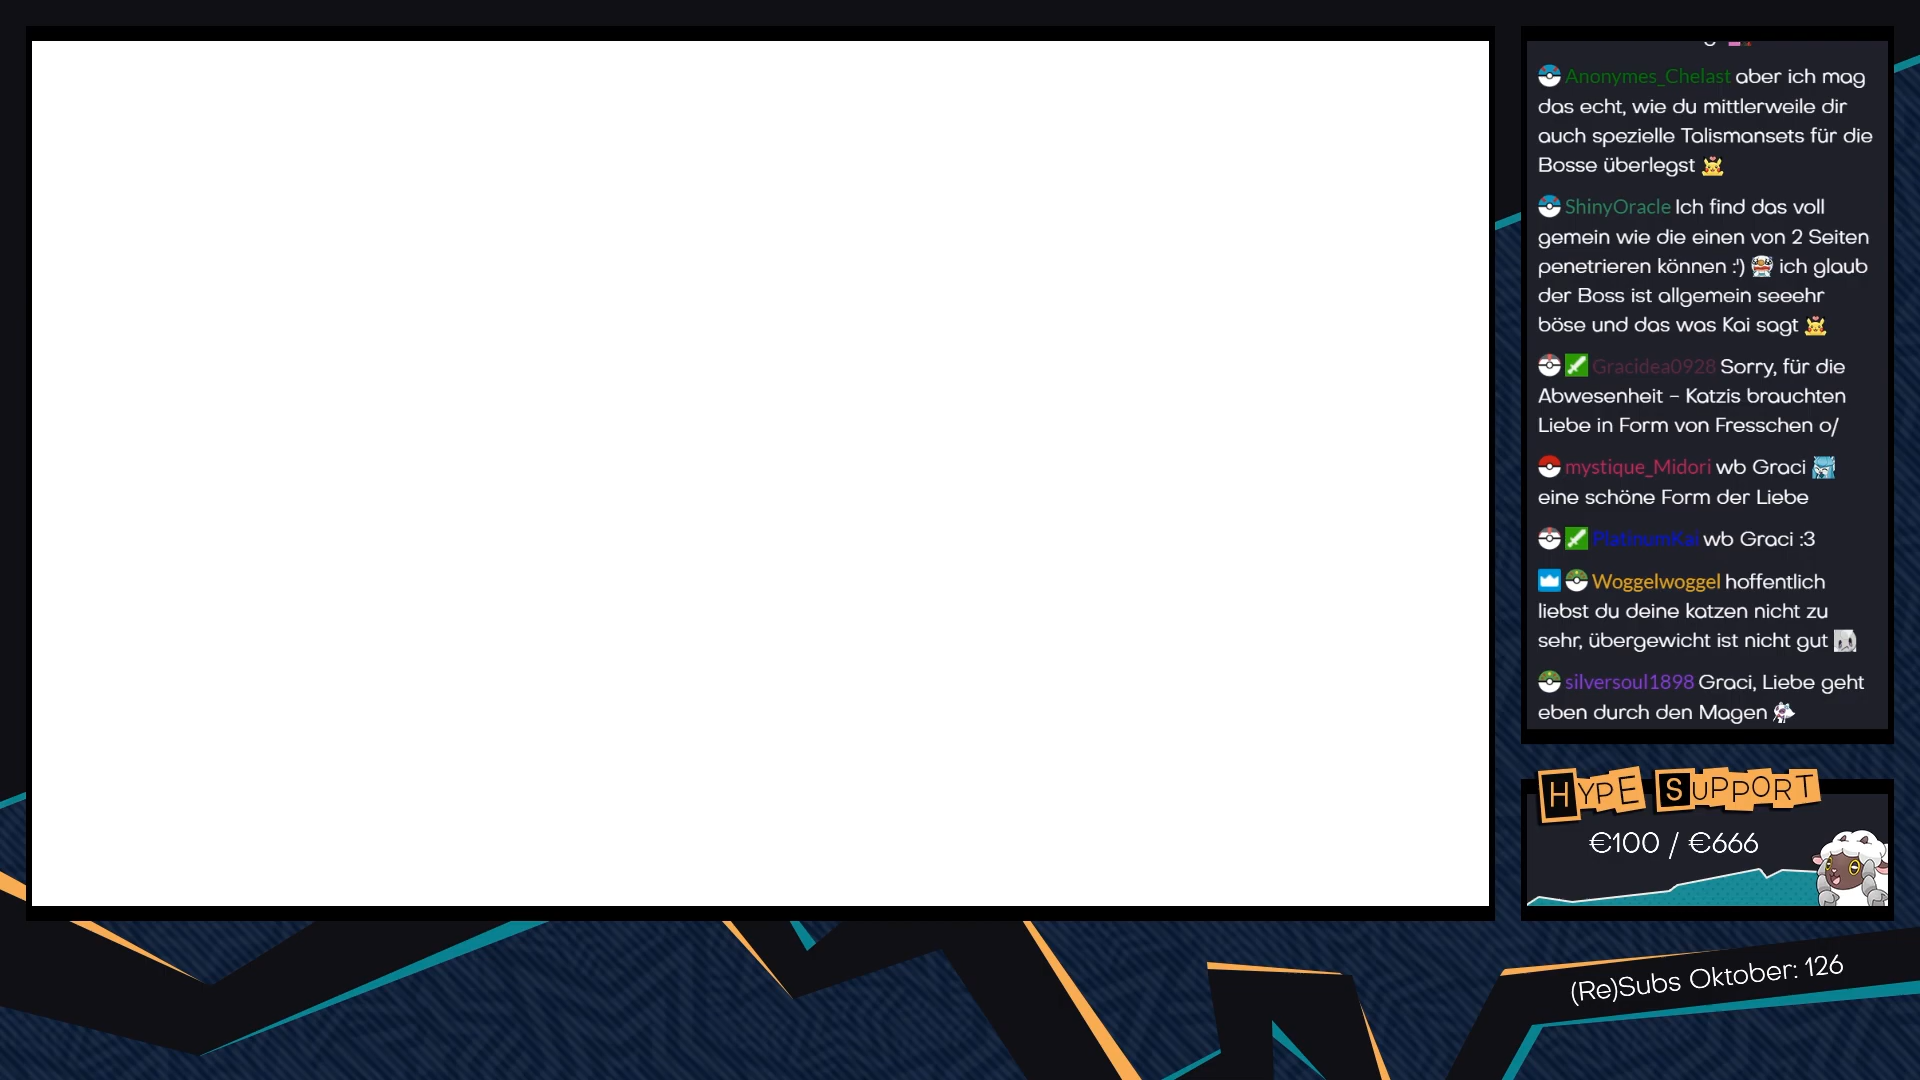 Anonymes_Chelast aber ich mag
das echt, wie du mittlerweile dir
auch spezielle Talismansets für die
Bosse überlegst
ShinyOracle Ich find das voll
gemein wie die einen von 2 Seiten
penetrieren können :') ich glaub
der Boss ist allgemein seeehr
böse und das was Kai sagt
Gracidea0928 Sorry, für die
Abwesenheit - Katzis brauchten
Liebe in Form von Fresschen o/
mystique_Midori wb Graci
eine schöne Form der Liebe
PlatinumKai wb Graci :3
Woggelwoggel hoffentlich
liebst du deine katzen nicht zu
sehr, übergewicht ist nicht gut
silversoul1898 Graci, Liebe geht
eben durch den Magen
HYPE SUPPORT
€100 / €666
(Re)Subs Oktober: 126